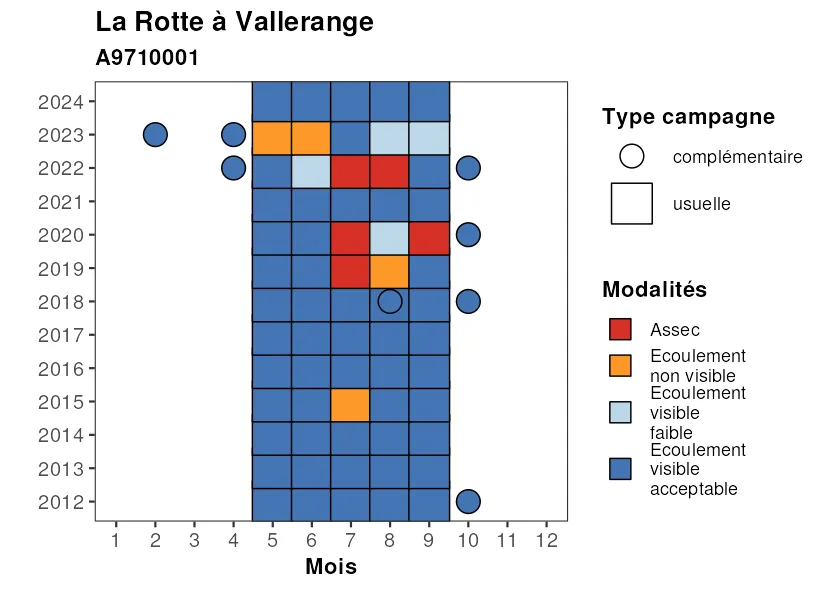 La Rotte à Vallerange
A9710001
2024
2023
2022
2021
2020
2019
2018
2017
2016
2015
2014
2013
2012
1 2 3 4 5 6 7 8 9 10 11 12
Mois
Type campagne
complémentaire
usuelle
Modalités
Assec
Ecoulement
non visible
Ecoulement
visible
faible
Ecoulement
visible
acceptable